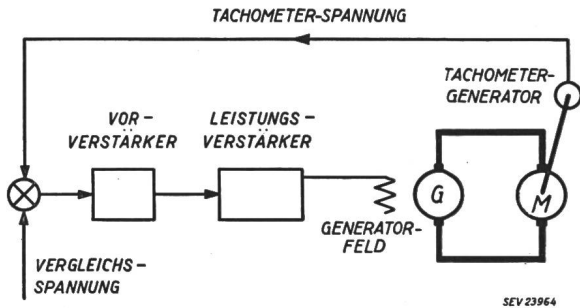 TACHOMETER-SPANNUNG
TACHOMETER-
GENERATOR
VOR-
VERSTÄRKER
LEISTUNGS-
VERSTÄRKER
G
M
GENERATOR-
FELD
VERGLEICHS-
SPANNUNG
SEV 23964